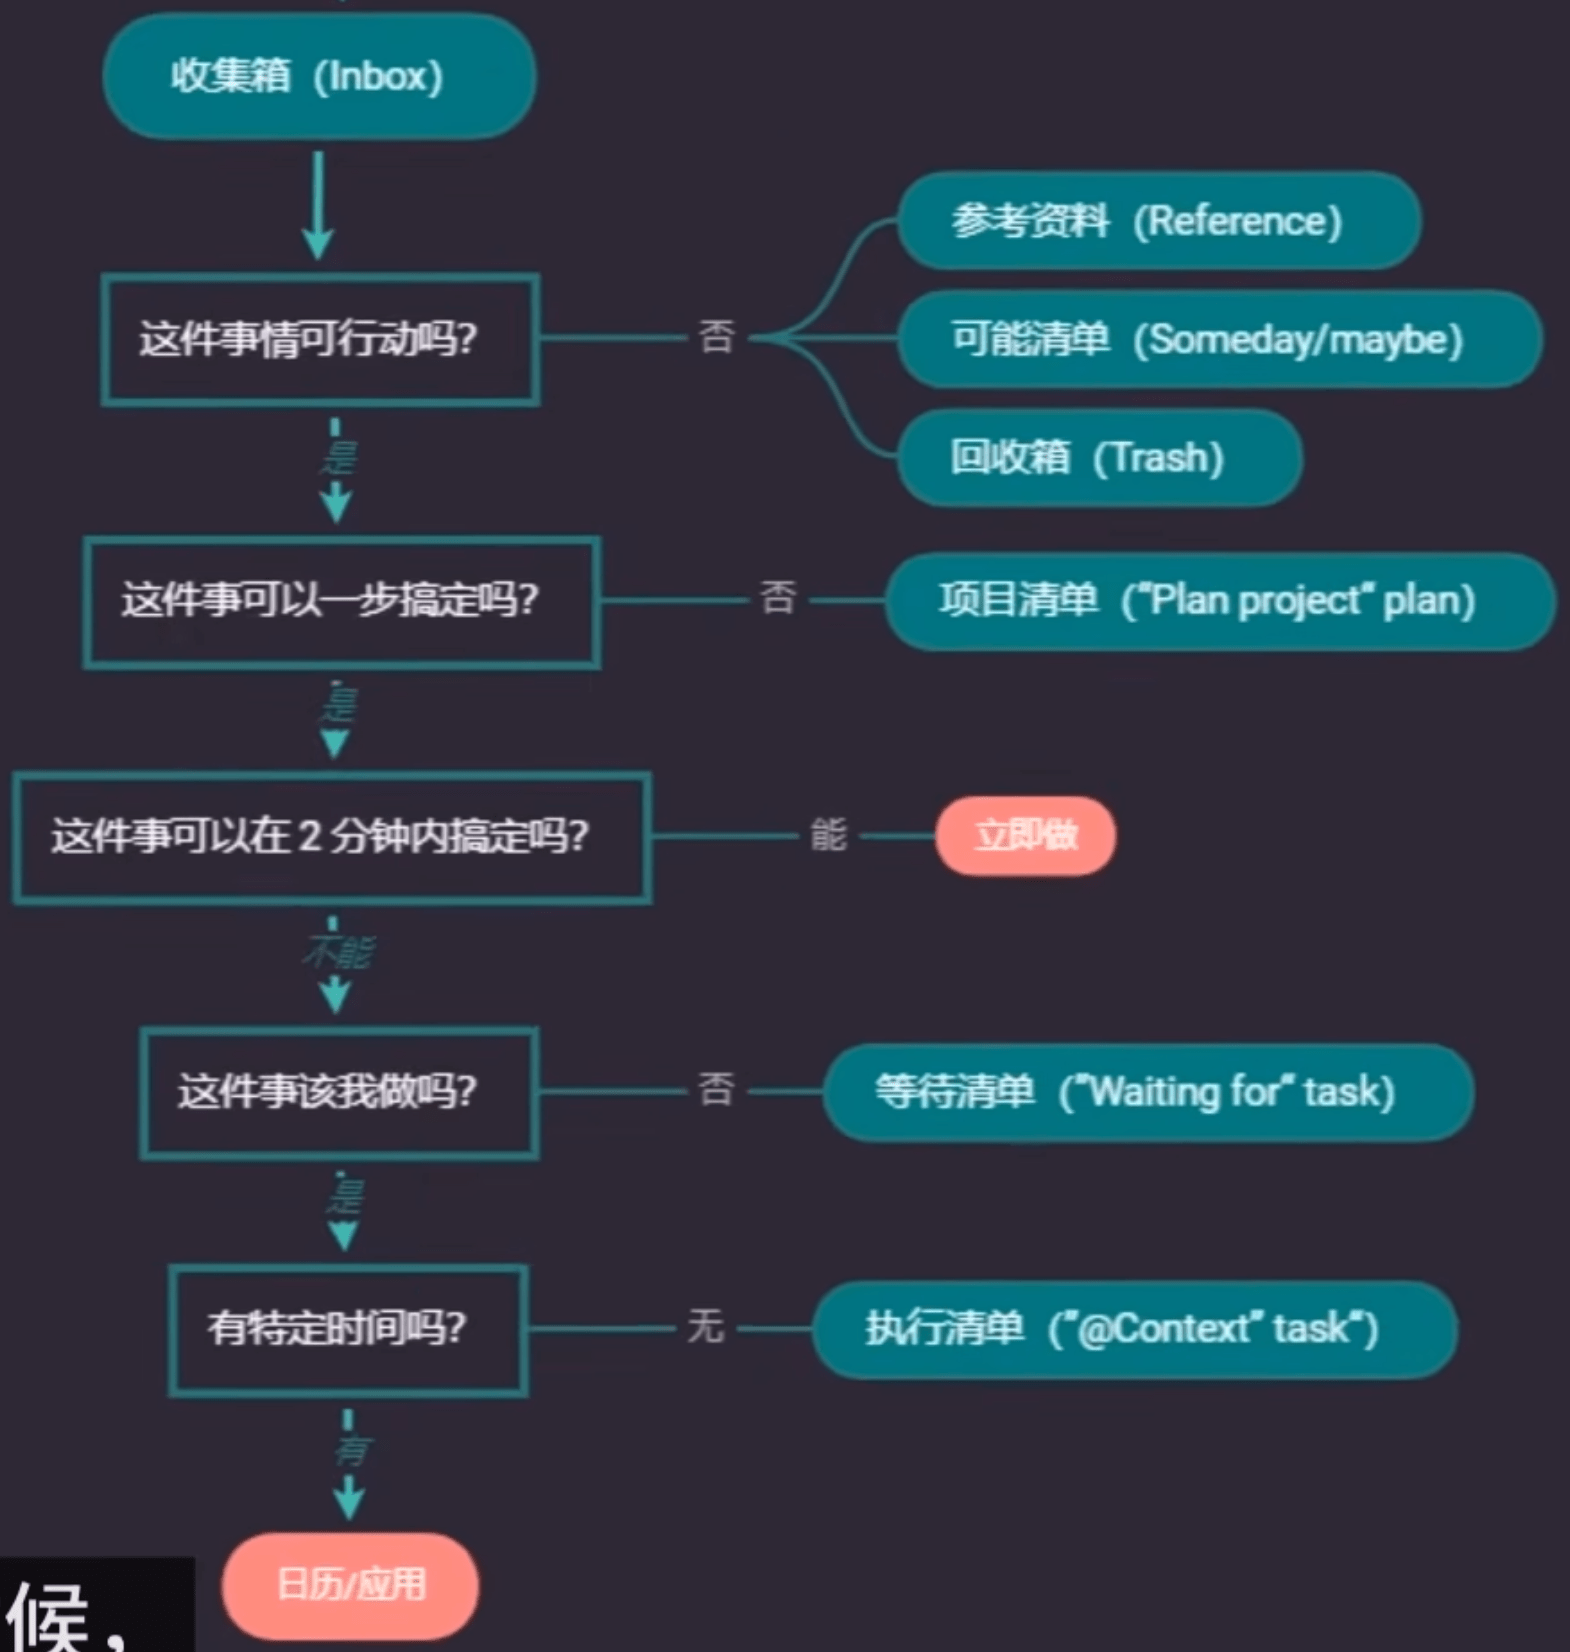 收集箱（Inbox）
这件事情可行动吗？
否
参考资料（Reference）
可能清单（Someday/maybe）
回收箱（Trash）
是
这件事可以一步搞定吗？
否
项目清单（“Plan project“ plan）
是
这件事可以在 2 分钟内搞定吗？
能
立即做
不能
这件事该我做吗？
否
等待清单（”Waiting for“ task）
是
有特定时间吗？
无
执行清单（”@Context” task“）
有
日历/应用
候，